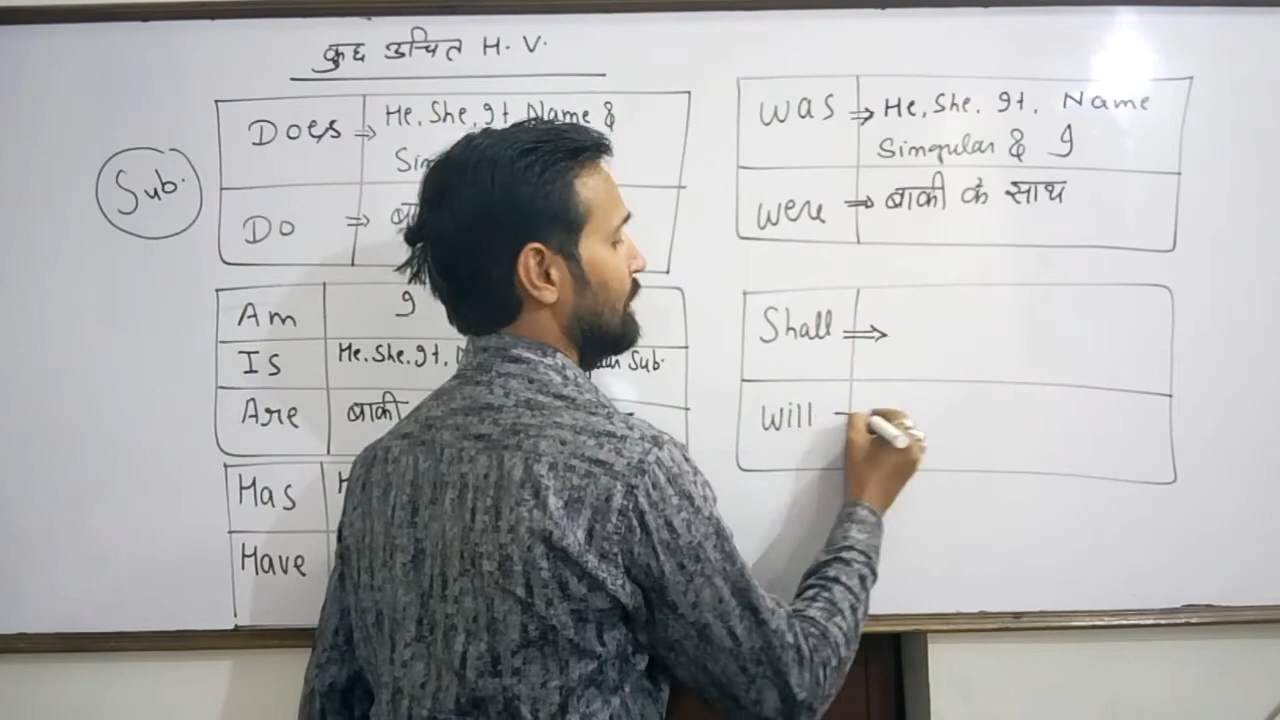 कुछ उचित H. V.
Sub.
Does ⇒ He, She, It, Name &
Do ⇒
Am I
Is He, She, It, Sub.
Are बाकी
Has
Have
Was ⇒ He, She, It, Name
Singular & I
Were ⇒ बाकी के साथ
Shall ⇒
Will